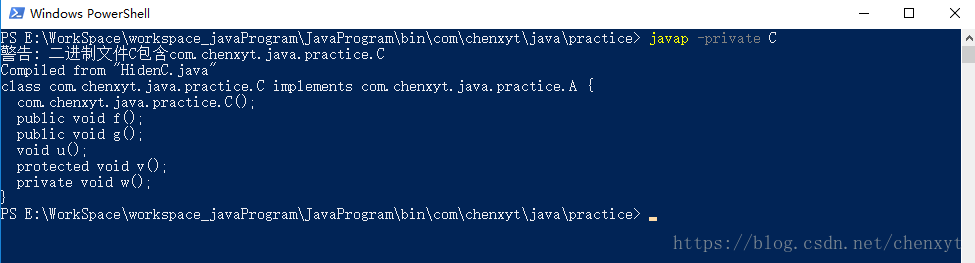 Windows PowerShell
PS E:\WorkSpace\workspace_javaProgram\JavaProgram\bin\com\chenxyt\java\practice> javap -private C
警告: 二进制文件C包含com.chenxyt.java.practice.C
Compiled from "HidenC.java"
class com.chenxyt.java.practice.C implements com.chenxyt.java.practice.A {
  com.chenxyt.java.practice.C();
  public void f();
  public void g();
  void u();
  protected void v();
  private void w();
}
PS E:\WorkSpace\workspace_javaProgram\JavaProgram\bin\com\chenxyt\java\practice>
https://blog.csdn.net/chenxyt